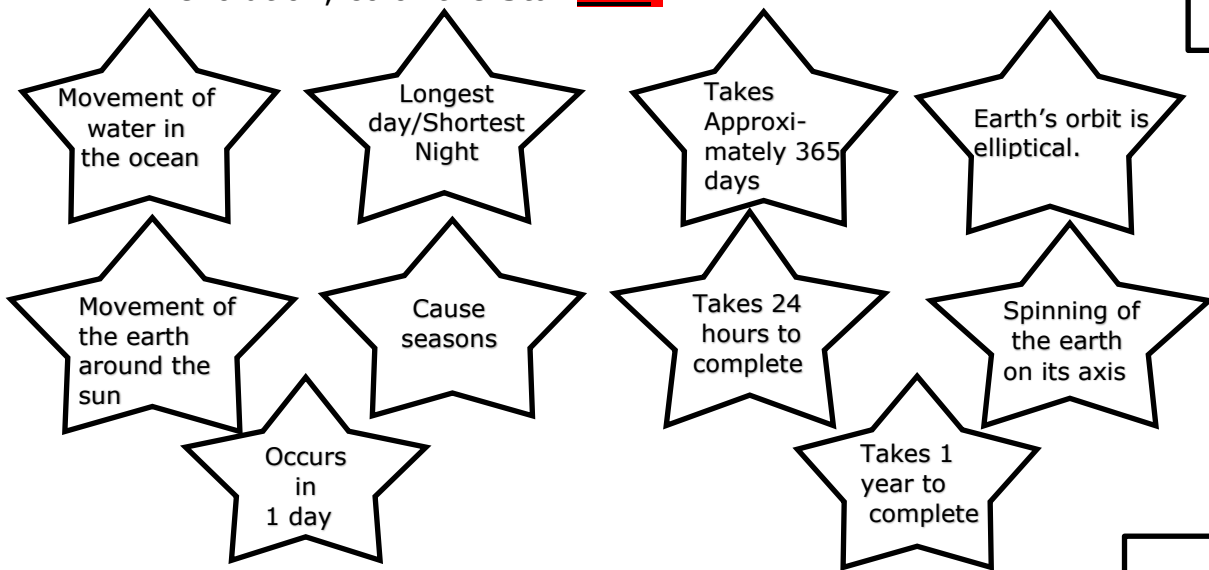 Movement of
water in
the ocean
Longest
day/Shortest
Night
Takes
Approxi-
mately 365
days
Earth's orbit is
elliptical.
Movement of
the earth
around the
sun
Cause
seasons
Takes 24
hours to
complete
Spinning of
the earth
on its axis
Occurs
in
1 day
Takes 1
year to
complete